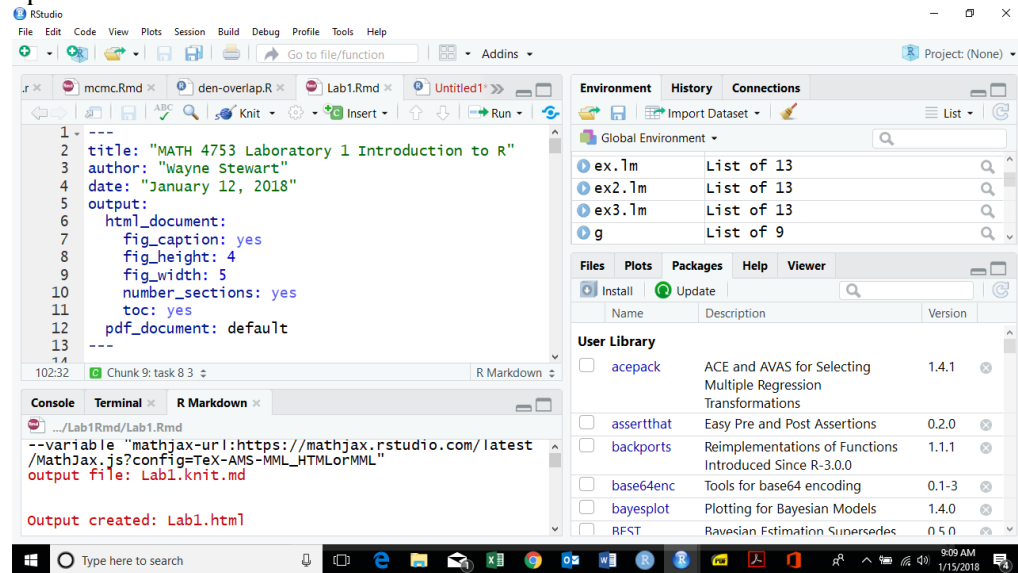 RStudio
File Edit Code View Plots Session Build Debug Profile Tools Help
Go to file/function Addins Project: (None)
.r mcmc.Rmd den-overlap.R Lab1.Rmd Untitled1*
ABC Knit Insert Run
1 ---
2 title: "MATH 4753 Laboratory 1 Introduction to R"
3 author: "Wayne Stewart"
4 date: "January 12, 2018"
5 output:
6 html_document:
7 fig_caption: yes
8 fig_height: 4
9 fig_width: 5
10 number_sections: yes
11 toc: yes
12 pdf_document: default
13 ---
14
102:32 C Chunk 9: task 8 3 R Markdown
Console Terminal R Markdown
.../Lab1Rmd/Lab1.Rmd
--variable "mathjax-url:https://mathjax.rstudio.com/latest
/MathJax.js?config=TeX-AMS-MML_HTMLorMML"
output file: Lab1.knit.md
Output created: Lab1.html
Environment History Connections
Import Dataset List
Global Environment
ex.lm List of 13
ex2.lm List of 13
ex3.lm List of 13
g List of 9
Files Plots Packages Help Viewer
Install Update
Name Description Version
User Library
acepack ACE and AVAS for Selecting 1.4.1
Multiple Regression
Transformations
assertthat Easy Pre and Post Assertions 0.2.0
backports Reimplementations of Functions 1.1.1
Introduced Since R-3.0.0
base64enc Tools for base64 encoding 0.1-3
bayesplot Plotting for Bayesian Models 1.4.0
BEST Bayesian Estimation Supersedes 0.5.0
Type here to search
9:09 AM
1/15/2018
4